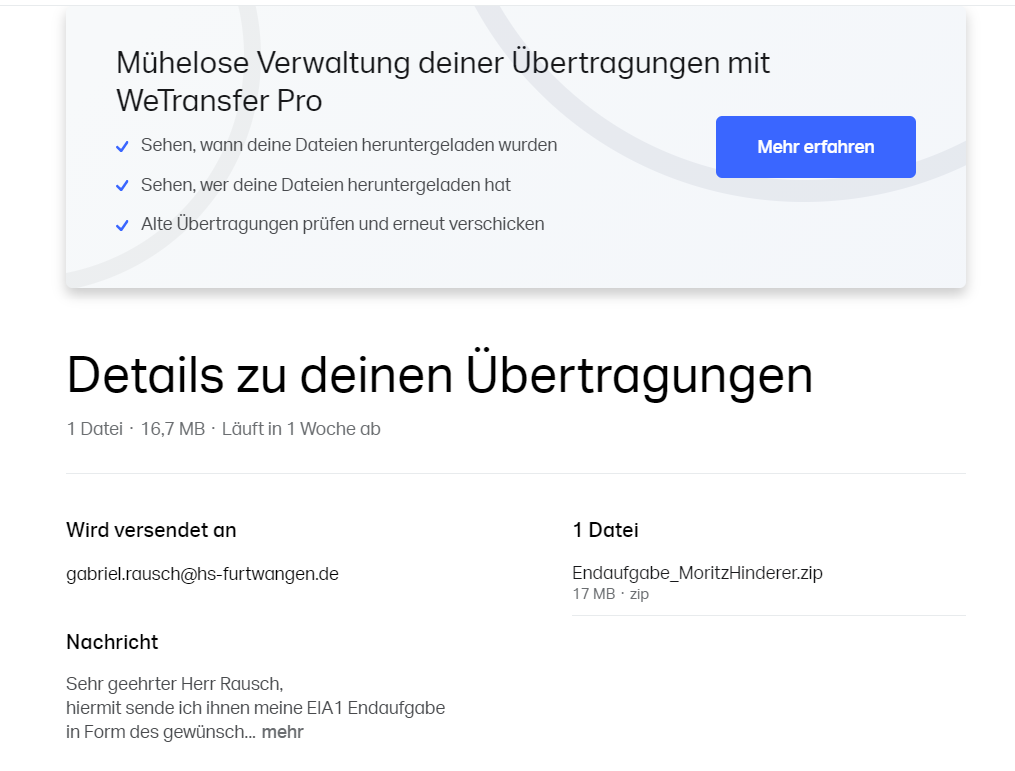 Mühelose Verwaltung deiner Übertragungen mit
WeTransfer Pro
Sehen, wann deine Dateien heruntergeladen wurden
Sehen, wer deine Dateien heruntergeladen hat
Alte Übertragungen prüfen und erneut verschicken
Mehr erfahren
Details zu deinen Übertragungen
1 Datei · 16,7 MB · Läuft in 1 Woche ab
Wird versendet an
gabriel.rausch@hs-furtwangen.de
Nachricht
Sehr geehrter Herr Rausch,
hiermit sende ich ihnen meine EIA1 Endaufgabe
in Form des gewünsch... mehr
1 Datei
Endaufgabe_MoritzHinderer.zip
17 MB · zip